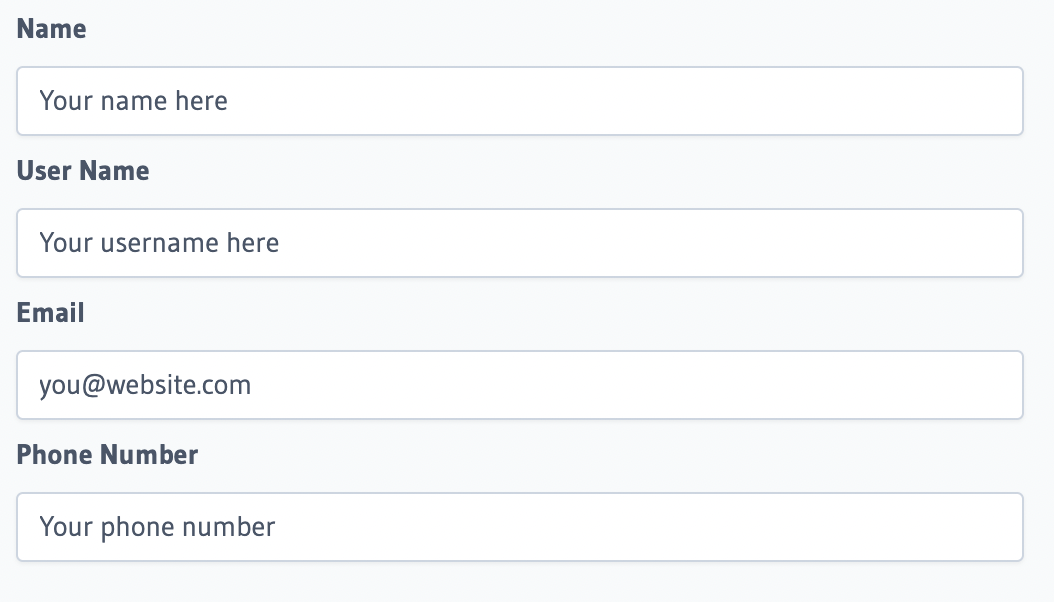 Name
Your name here
User Name
Your username here
Email
you@website.com
Phone Number
Your phone number